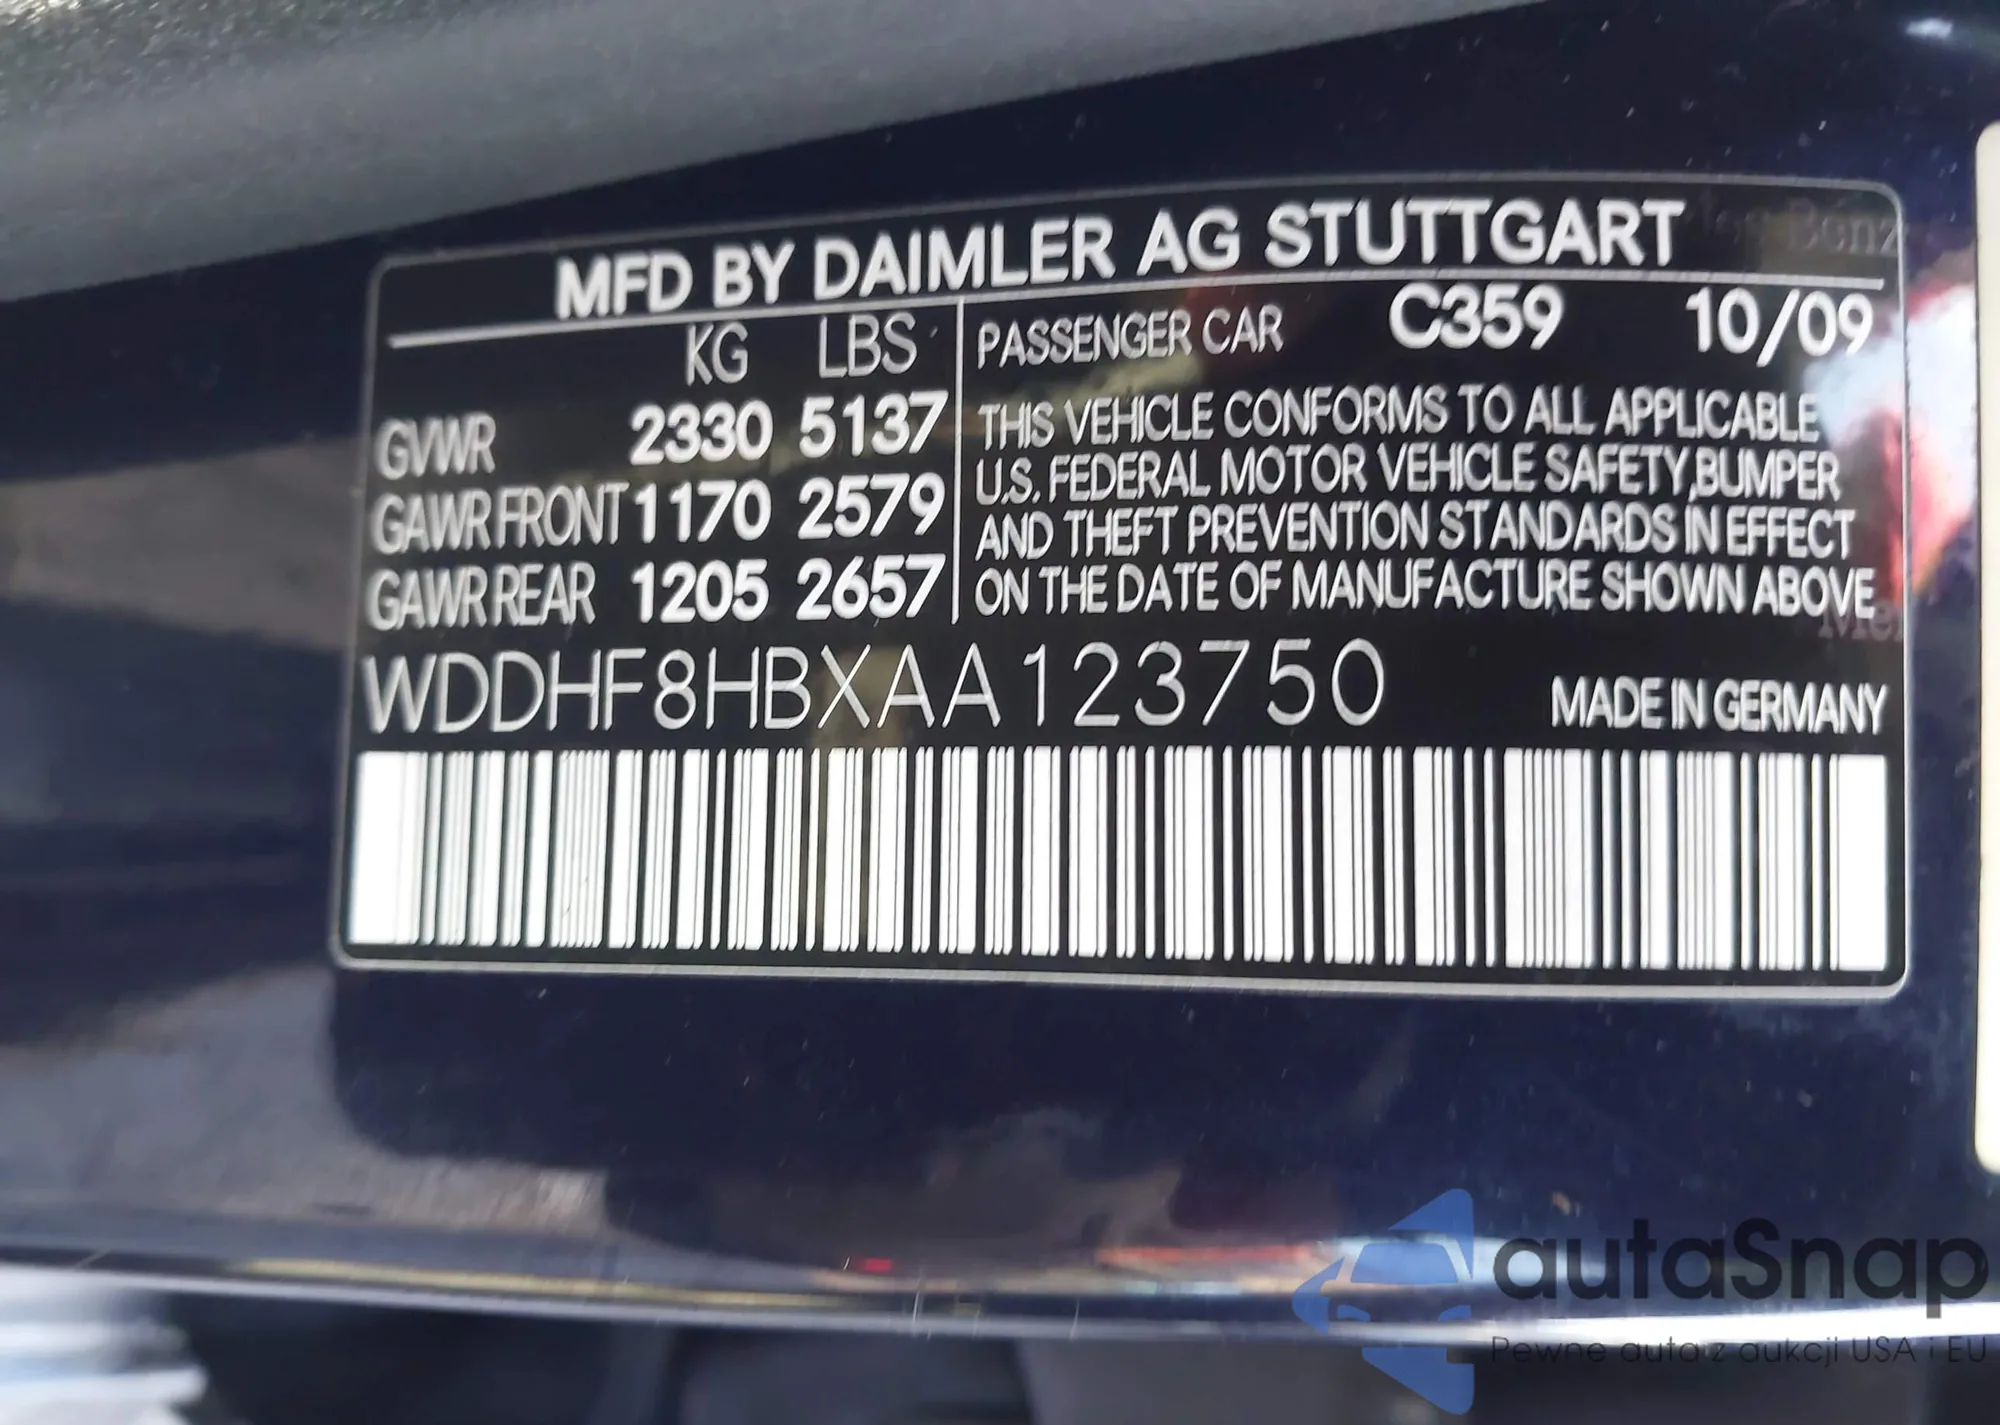 MFD BY DAIMLER AG STUTTGART
KG LBS
GVWR 2330 5137
GAWR FRONT 1170 2579
GAWR REAR 1205 2657
PASSENGER CAR C359 10/09
THIS VEHICLE CONFORMS TO ALL APPLICABLE
U.S. FEDERAL MOTOR VEHICLE SAFETY,BUMPER
AND THEFT PREVENTION STANDARDS IN EFFECT
ON THE DATE OF MANUFACTURE SHOWN ABOVE
WDDHF8HBXAA123750
MADE IN GERMANY
autaSnap
Pewne auta z aukcji USA i EU